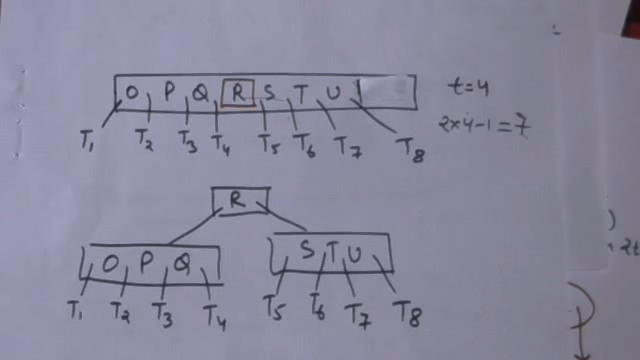 O P Q R S T U
t=4
2×4-1=7
T1 T2 T3 T4 T5 T6 T7 T8
R
O P Q
S T U
T1 T2 T3 T4
T5 T6 T7 T8
)
2t